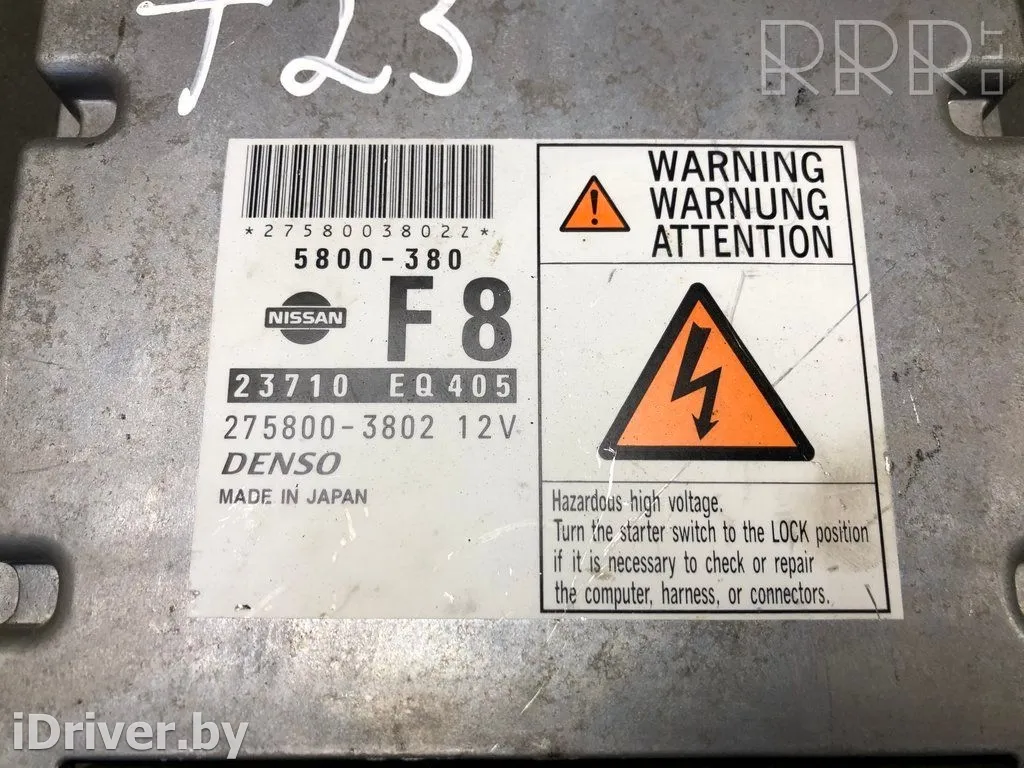 T23
RRR.LT
*2758003802Z*
5800-380
NISSAN
F8
23710 EQ405
275800-3802 12V
DENSO
MADE IN JAPAN
WARNING
WARNUNG
ATTENTION
Hazardous high voltage.
Turn the starter switch to the LOCK position
if it is necessary to check or repair
the computer, harness, or connectors.
iDriver.by